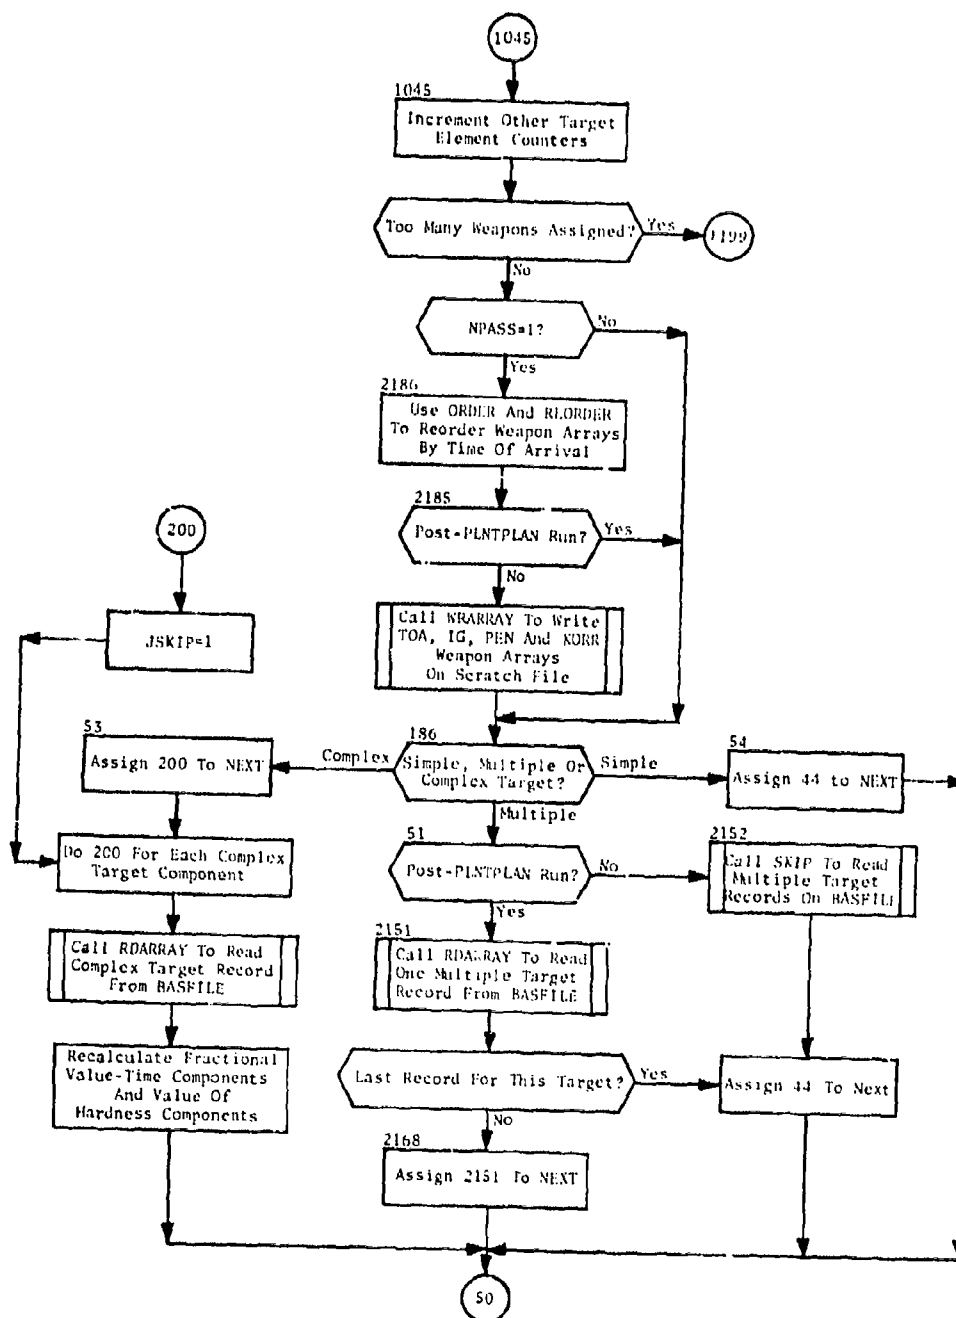 1045
1045
Increment Other Target
Element Counters
Too Many Weapons Assigned?
Yes
1199
No
NPASS=1?
No
Yes
2186
Use ORDER And REORDER
To Reorder Weapon Arrays
By Time Of Arrival
2185
Post-PLNTPLAN Run?
Yes
No
Call WRARRAY To Write
TOA, IG, PEN And KORR
Weapon Arrays
On Scratch File
200
JSKIP=1
186
Simple, Multiple Or
Complex Target?
Complex
Simple
Multiple
53
Assign 200 To NEXT
54
Assign 44 to NEXT
Do 200 For Each Complex
Target Component
51
Post-PLNTPLAN Run?
No
Yes
2152
Call SKIP To Read
Multiple Target
Records On BASFILE
Call RDARRAY To Read
Complex Target Record
From BASFILE
2151
Call RDARRAY To Read
One Multiple Target
Record From BASFILE
Recalculate Fractional
Value-Time Components
And Value Of
Hardness Components
Last Record For This Target?
Yes
Assign 44 To Next
No
2168
Assign 2151 To NEXT
50